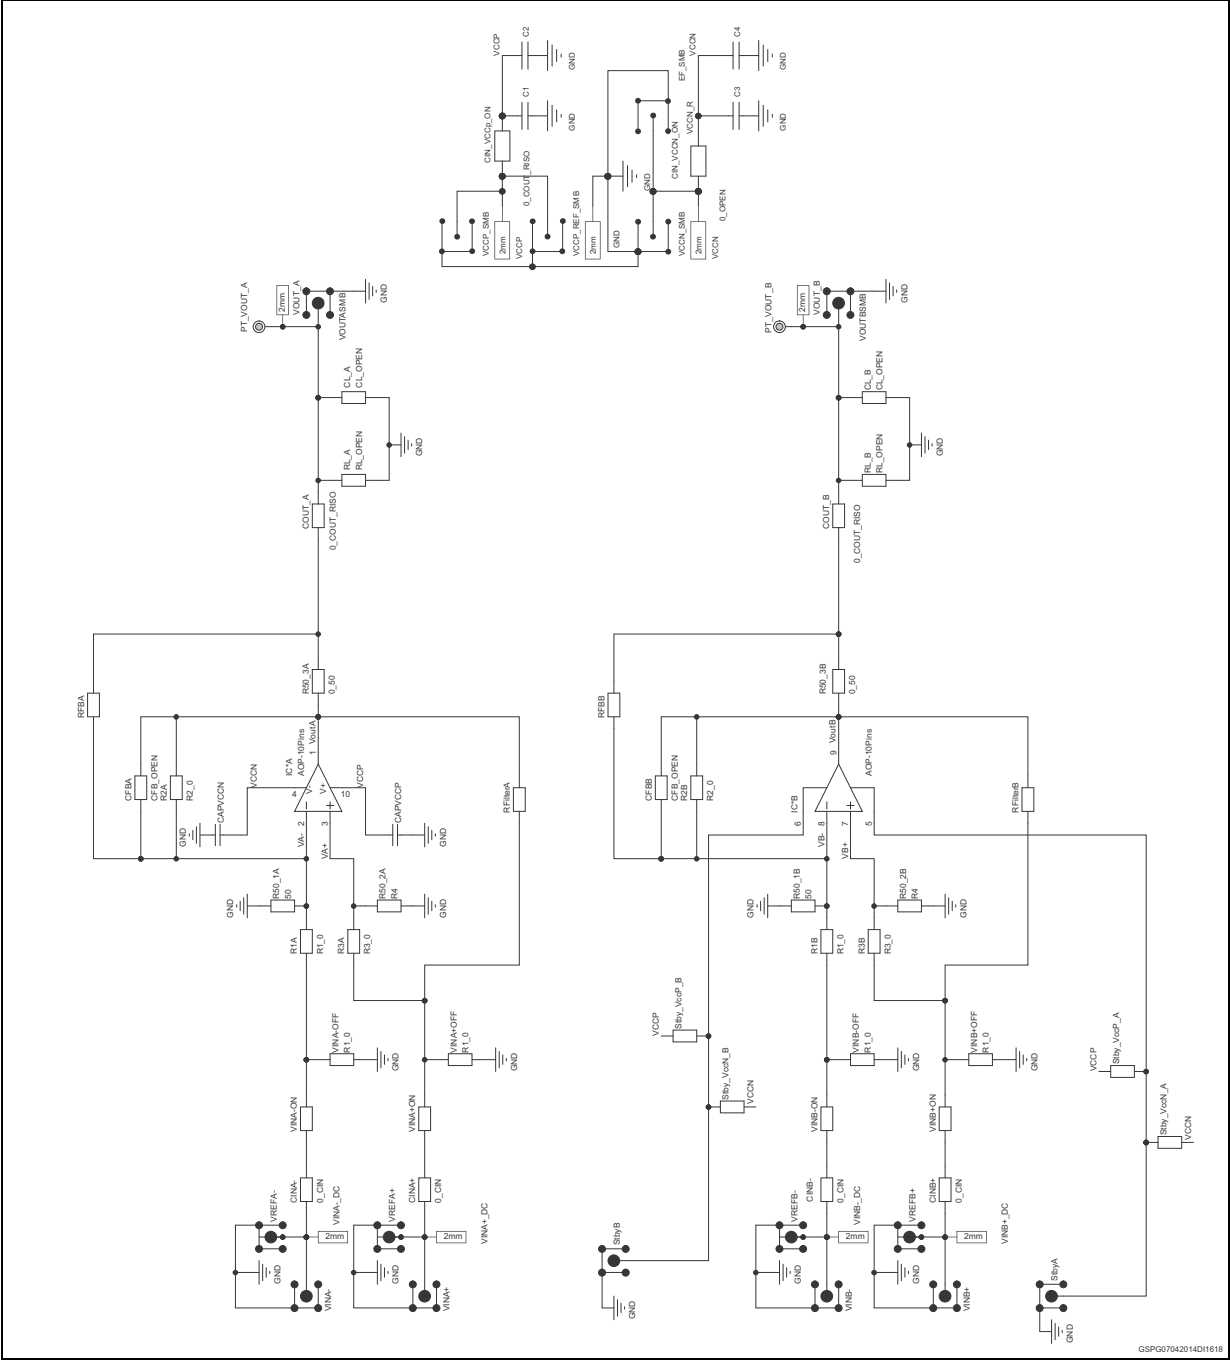 VCCP
C2
GND
C1
GND
CIN_VCCp_ON
0_COUT_RISO
VCCP_SMB
2mm
VCCP
VCCP_REF_SMB
2mm
GND
GND
EF_SMB
VCCN
C4
GND
VCCN_R
C3
GND
CIN_VCCN_ON
0_OPEN
VCCN_SMB
2mm
VCCN
PT_VOUT_A
2mm
VOUT_A
VOUTASMB
GND
CL_A
CL_OPEN
RL_A
RL_OPEN
GND
COUT_A
0_COUT_RISO
R50_3A
0_50
RFBA
CFBA
CFB_OPEN
R2A
R2_0
GND
CAPVCCN
VCCN
IC*A
AOP-10Pins
1
VoutA
4
V-
V+
10
VCCP
CAPVCCP
GND
2
VA-
3
VA+
RFilterA
GND
R50_1A
50
R50_2A
R4
GND
R1A
R1_0
R3A
R3_0
VINA-OFF
R1_0
GND
VINA+OFF
R1_0
GND
VINA-ON
VINA+ON
CINA-
0_CIN
CINA+
0_CIN
VREFA-
VINA-_DC
2mm
VREFA+
2mm
VINA+_DC
GND
VINA-
GND
VINA+
PT_VOUT_B
2mm
VOUT_B
VOUTBSMB
GND
CL_B
CL_OPEN
RL_B
RL_OPEN
GND
COUT_B
0_COUT_RISO
R50_3B
0_50
RFBB
CFBB
CFB_OPEN
R2B
R2_0
9
VoutB
AOP-10Pins
IC*B
6
8
VB-
7
VB+
5
RFilterB
GND
R50_1B
50
R50_2B
R4
GND
R1B
R1_0
R3B
R3_0
VCCP
Stby_VccP_B
Stby_VccN_B
VCCN
VINB-OFF
R1_0
GND
VINB+OFF
R1_0
GND
VCCP
Stby_VccP_A
Stby_VccN_A
VCCN
VINB-ON
VINB+ON
CINB-
0_CIN
CINB+
0_CIN
VREFB-
VINB-_DC
2mm
VREFB+
2mm
VINB+_DC
GND
VINB-
GND
VINB+
StbyB
GND
StbyA
GND
GSPG07042014DI1618